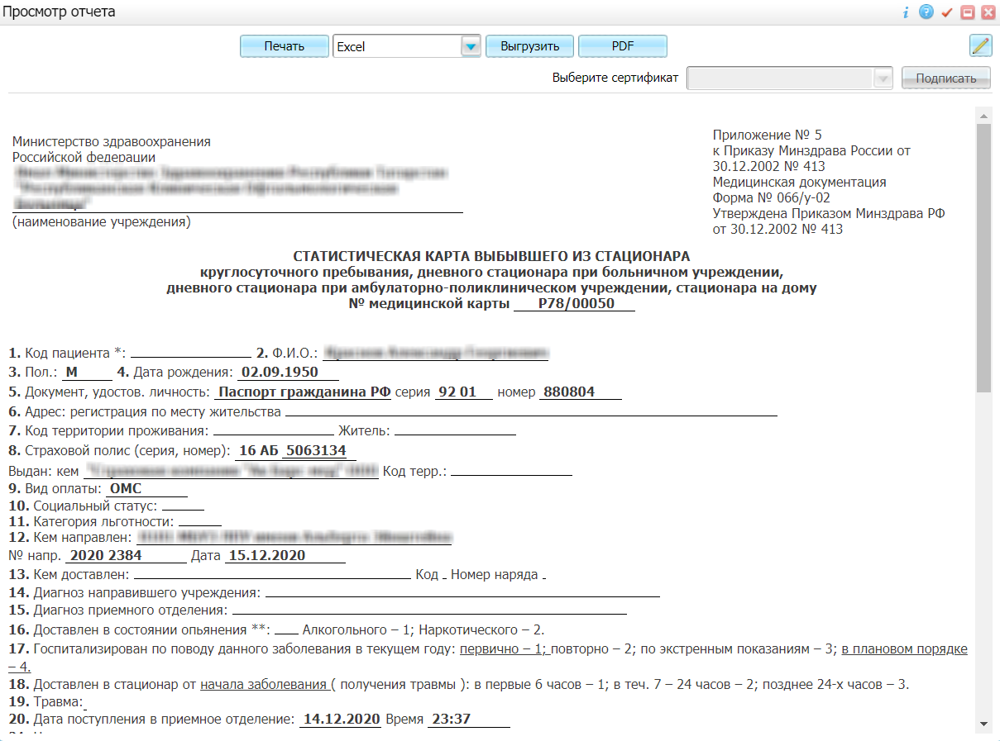 Просмотр отчета
Печать Excel Выгрузить PDF
Выберите сертификат Подписать
Министерство здравоохранения
Российской федерации
(наименование учреждения)
Приложение № 5
к Приказу Минздрава России от
30.12.2002 № 413
Медицинская документация
Форма № 066/у-02
Утверждена Приказом Минздрава РФ
от 30.12.2002 № 413
СТАТИСТИЧЕСКАЯ КАРТА ВЫБЫВШЕГО ИЗ СТАЦИОНАРА
круглосуточного пребывания, дневного стационара при больничном учреждении,
дневного стационара при амбулаторно-поликлиническом учреждении, стационара на дому
№ медицинской карты P78/00050
1. Код пациента *: 2. Ф.И.О.:
3. Пол.: М 4. Дата рождения: 02.09.1950
5. Документ, удостов. личность: Паспорт гражданина РФ серия 92 01 номер 880804
6. Адрес: регистрация по месту жительства
7. Код территории проживания: Житель:
8. Страховой полис (серия, номер): 16 АБ 5063134
Выдан: кем Код терр.:
9. Вид оплаты: ОМС
10. Социальный статус:
11. Категория льготности:
12. Кем направлен:
№ напр. 2020 2384 Дата 15.12.2020
13. Кем доставлен: Код Номер наряда
14. Диагноз направившего учреждения:
15. Диагноз приемного отделения:
16. Доставлен в состоянии опьянения **: Алкогольного – 1; Наркотического – 2.
17. Госпитализирован по поводу данного заболевания в текущем году: первично – 1; повторно – 2; по экстренным показаниям – 3; в плановом порядке
– 4.
18. Доставлен в стационар от начала заболевания ( получения травмы ): в первые 6 часов – 1; в теч. 7 – 24 часов – 2; позднее 24-х часов – 3.
19. Травма:
20. Дата поступления в приемное отделение: 14.12.2020 Время 23:37